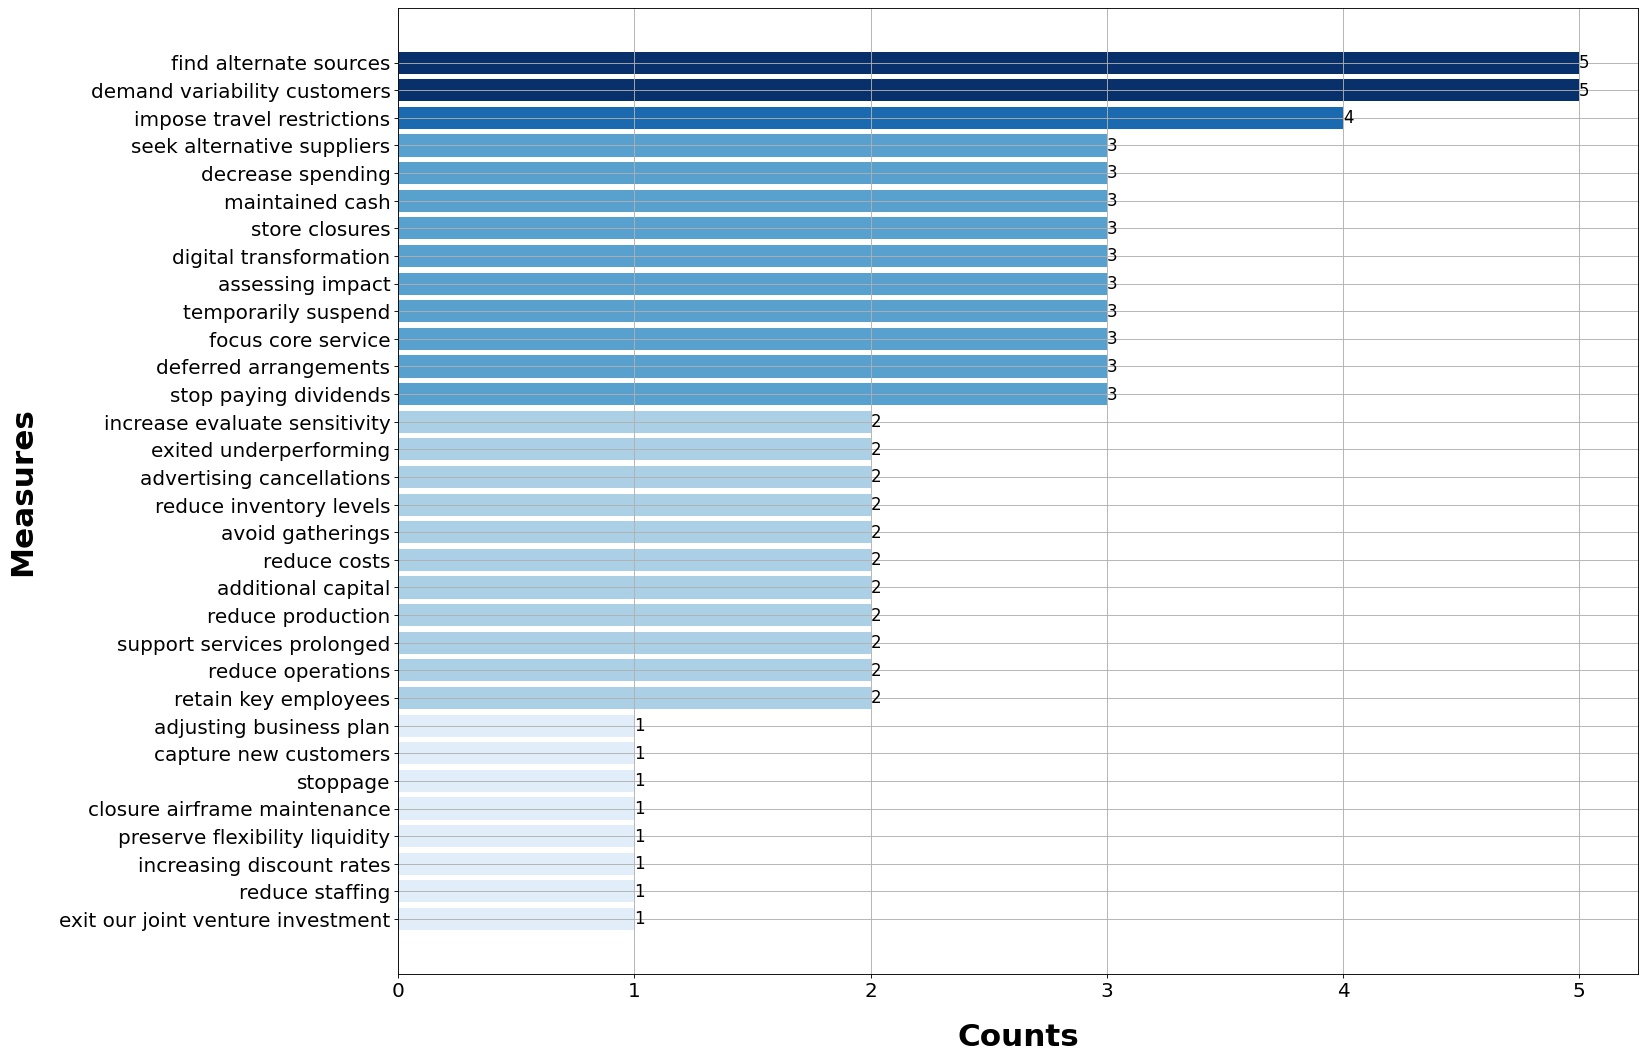 find alternate sources 5
demand variability customers 5
impose travel restrictions 4
seek alternative suppliers 3
decrease spending 3
maintained cash 3
store closures 3
digital transformation 3
assessing impact 3
temporarily suspend 3
focus core service 3
deferred arrangements 3
stop paying dividends 3
increase evaluate sensitivity 2
exited underperforming 2
advertising cancellations 2
reduce inventory levels 2
avoid gatherings 2
reduce costs 2
additional capital 2
reduce production 2
support services prolonged 2
reduce operations 2
retain key employees 2
adjusting business plan 1
capture new customers 1
stoppage 1
closure airframe maintenance 1
preserve flexibility liquidity 1
increasing discount rates 1
reduce staffing 1
exit our joint venture investment 1
Measures
0 1 2 3 4 5
Counts